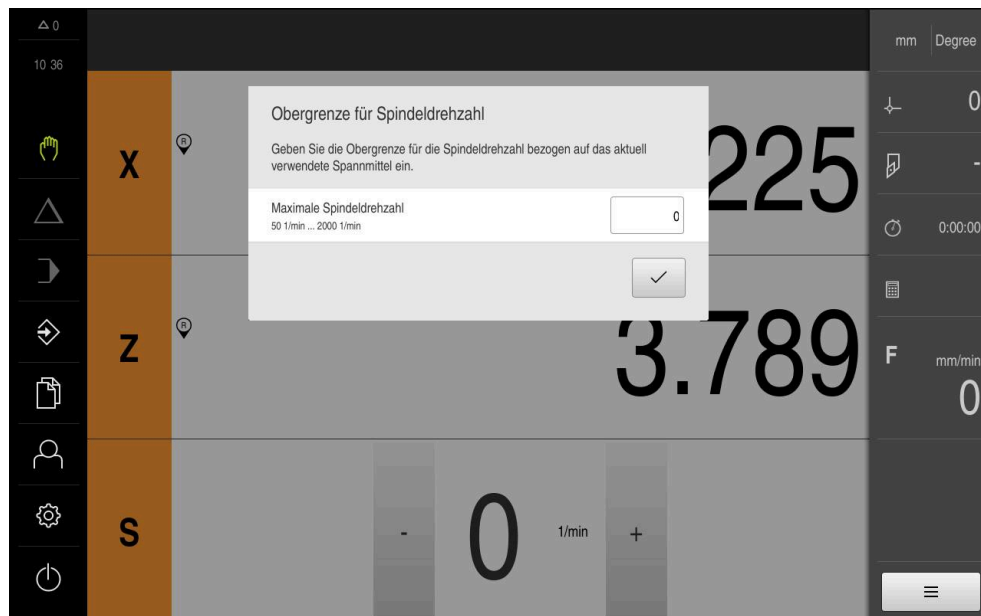 0
10 36
mm Degree
X
R
225
0
-
0:00:00
Obergrenze für Spindeldrehzahl
Geben Sie die Obergrenze für die Spindeldrehzahl bezogen auf das aktuell
verwendete Spannmittel ein.
Maximale Spindeldrehzahl
50 1/min ... 2000 1/min
0
Z
R
3.789
F mm/min
0
S
- 0 1/min +